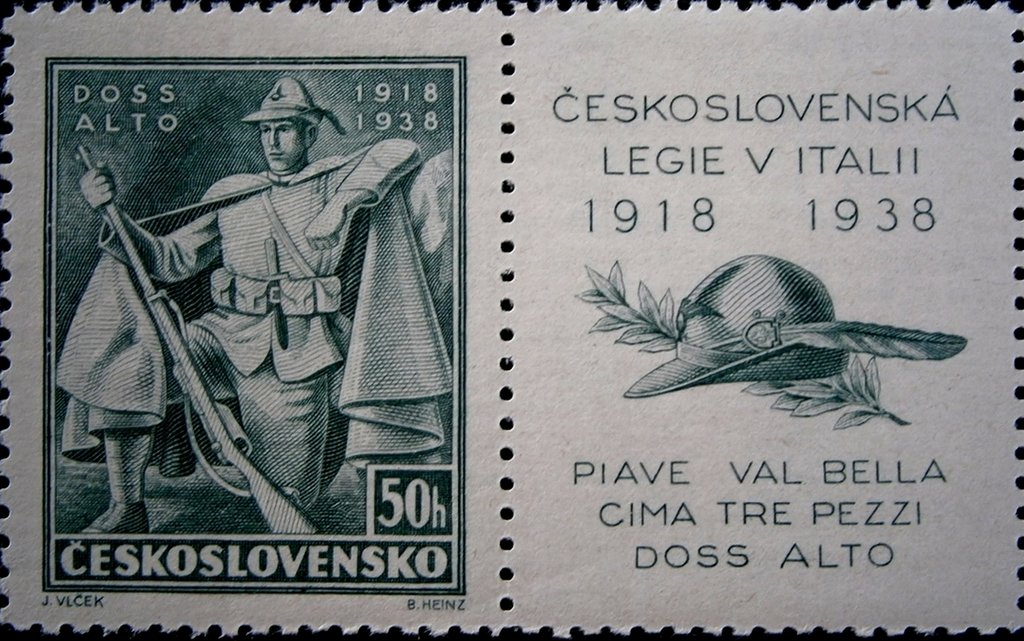 DOSS
ALTO
1918
1938
50h
ČESKOSLOVENSKO
J. VLČEK
B. HEINZ
ČESKOSLOVENSKÁ
LEGIE V ITALII
1918 1938
PIAVE VAL BELLA
CIMA TRE PEZZI
DOSS ALTO